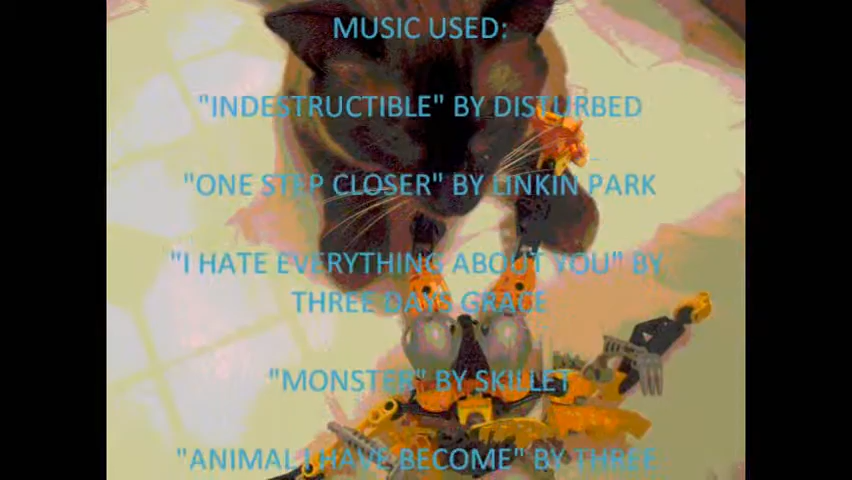 MUSIC USED:
"INDESTRUCTIBLE" BY DISTURBED
"ONE STEP CLOSER" BY LINKIN PARK
"I HATE EVERYTHING ABOUT YOU" BY
THREE DAYS GRACE
"MONSTER" BY SKILLET
"ANIMAL I HAVE BECOME" BY THREE